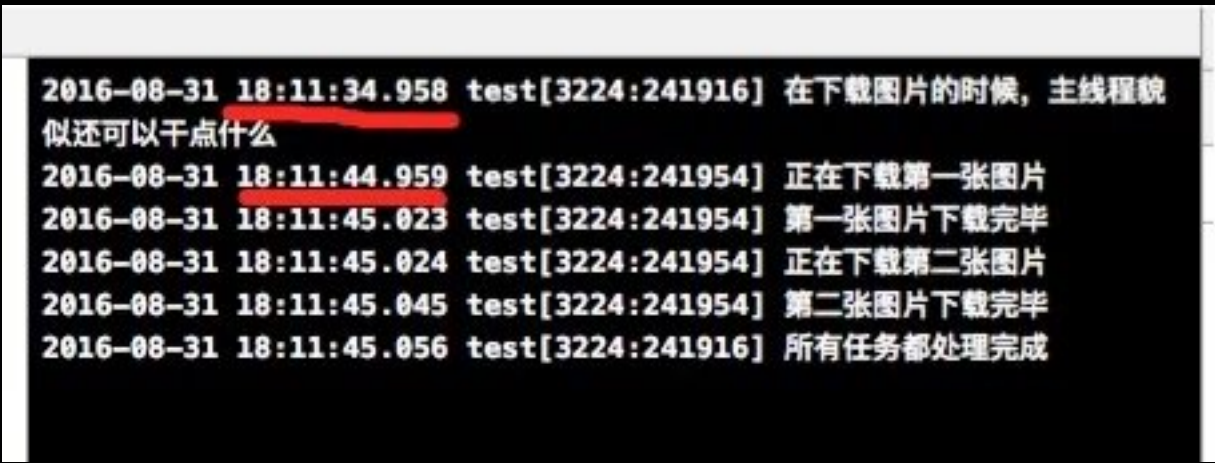 2016-08-31 18:11:34.958 test[3224:241916] 在下载图片的时候，主线程貌
似还可以干点什么
2016-08-31 18:11:44.959 test[3224:241954] 正在下载第一张图片
2016-08-31 18:11:45.023 test[3224:241954] 第一张图片下载完毕
2016-08-31 18:11:45.024 test[3224:241954] 正在下载第二张图片
2016-08-31 18:11:45.045 test[3224:241954] 第二张图片下载完毕
2016-08-31 18:11:45.056 test[3224:241916] 所有任务都处理完成